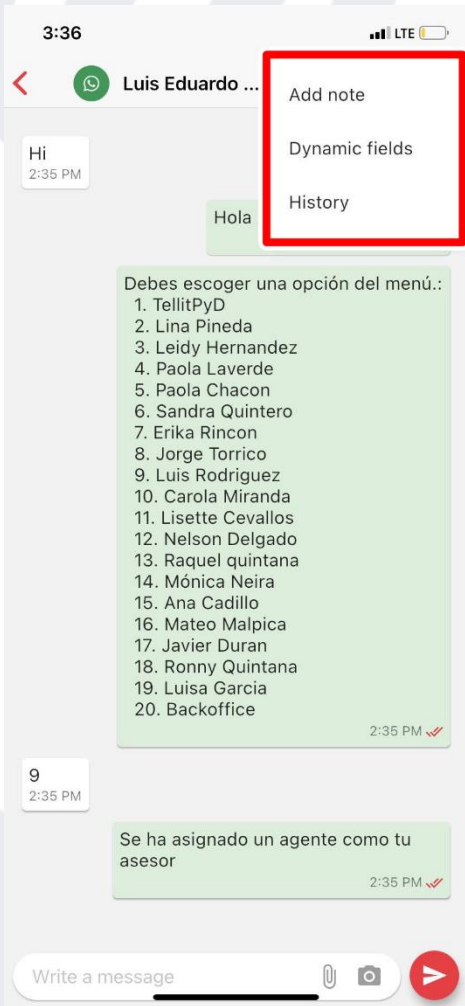 3:36
LTE
Luis Eduardo ...
Add note
Dynamic fields
History
Hi
2:35 PM
Hola
Debes escoger una opción del menú.:
1. TellitPyD
2. Lina Pineda
3. Leidy Hernandez
4. Paola Laverde
5. Paola Chacon
6. Sandra Quintero
7. Erika Rincon
8. Jorge Torrico
9. Luis Rodriguez
10. Carola Miranda
11. Lisette Cevallos
12. Nelson Delgado
13. Raquel quintana
14. Mónica Neira
15. Ana Cadillo
16. Mateo Malpica
17. Javier Duran
18. Ronny Quintana
19. Luisa Garcia
20. Backoffice
2:35 PM
9
2:35 PM
Se ha asignado un agente como tu
asesor
2:35 PM
Write a message